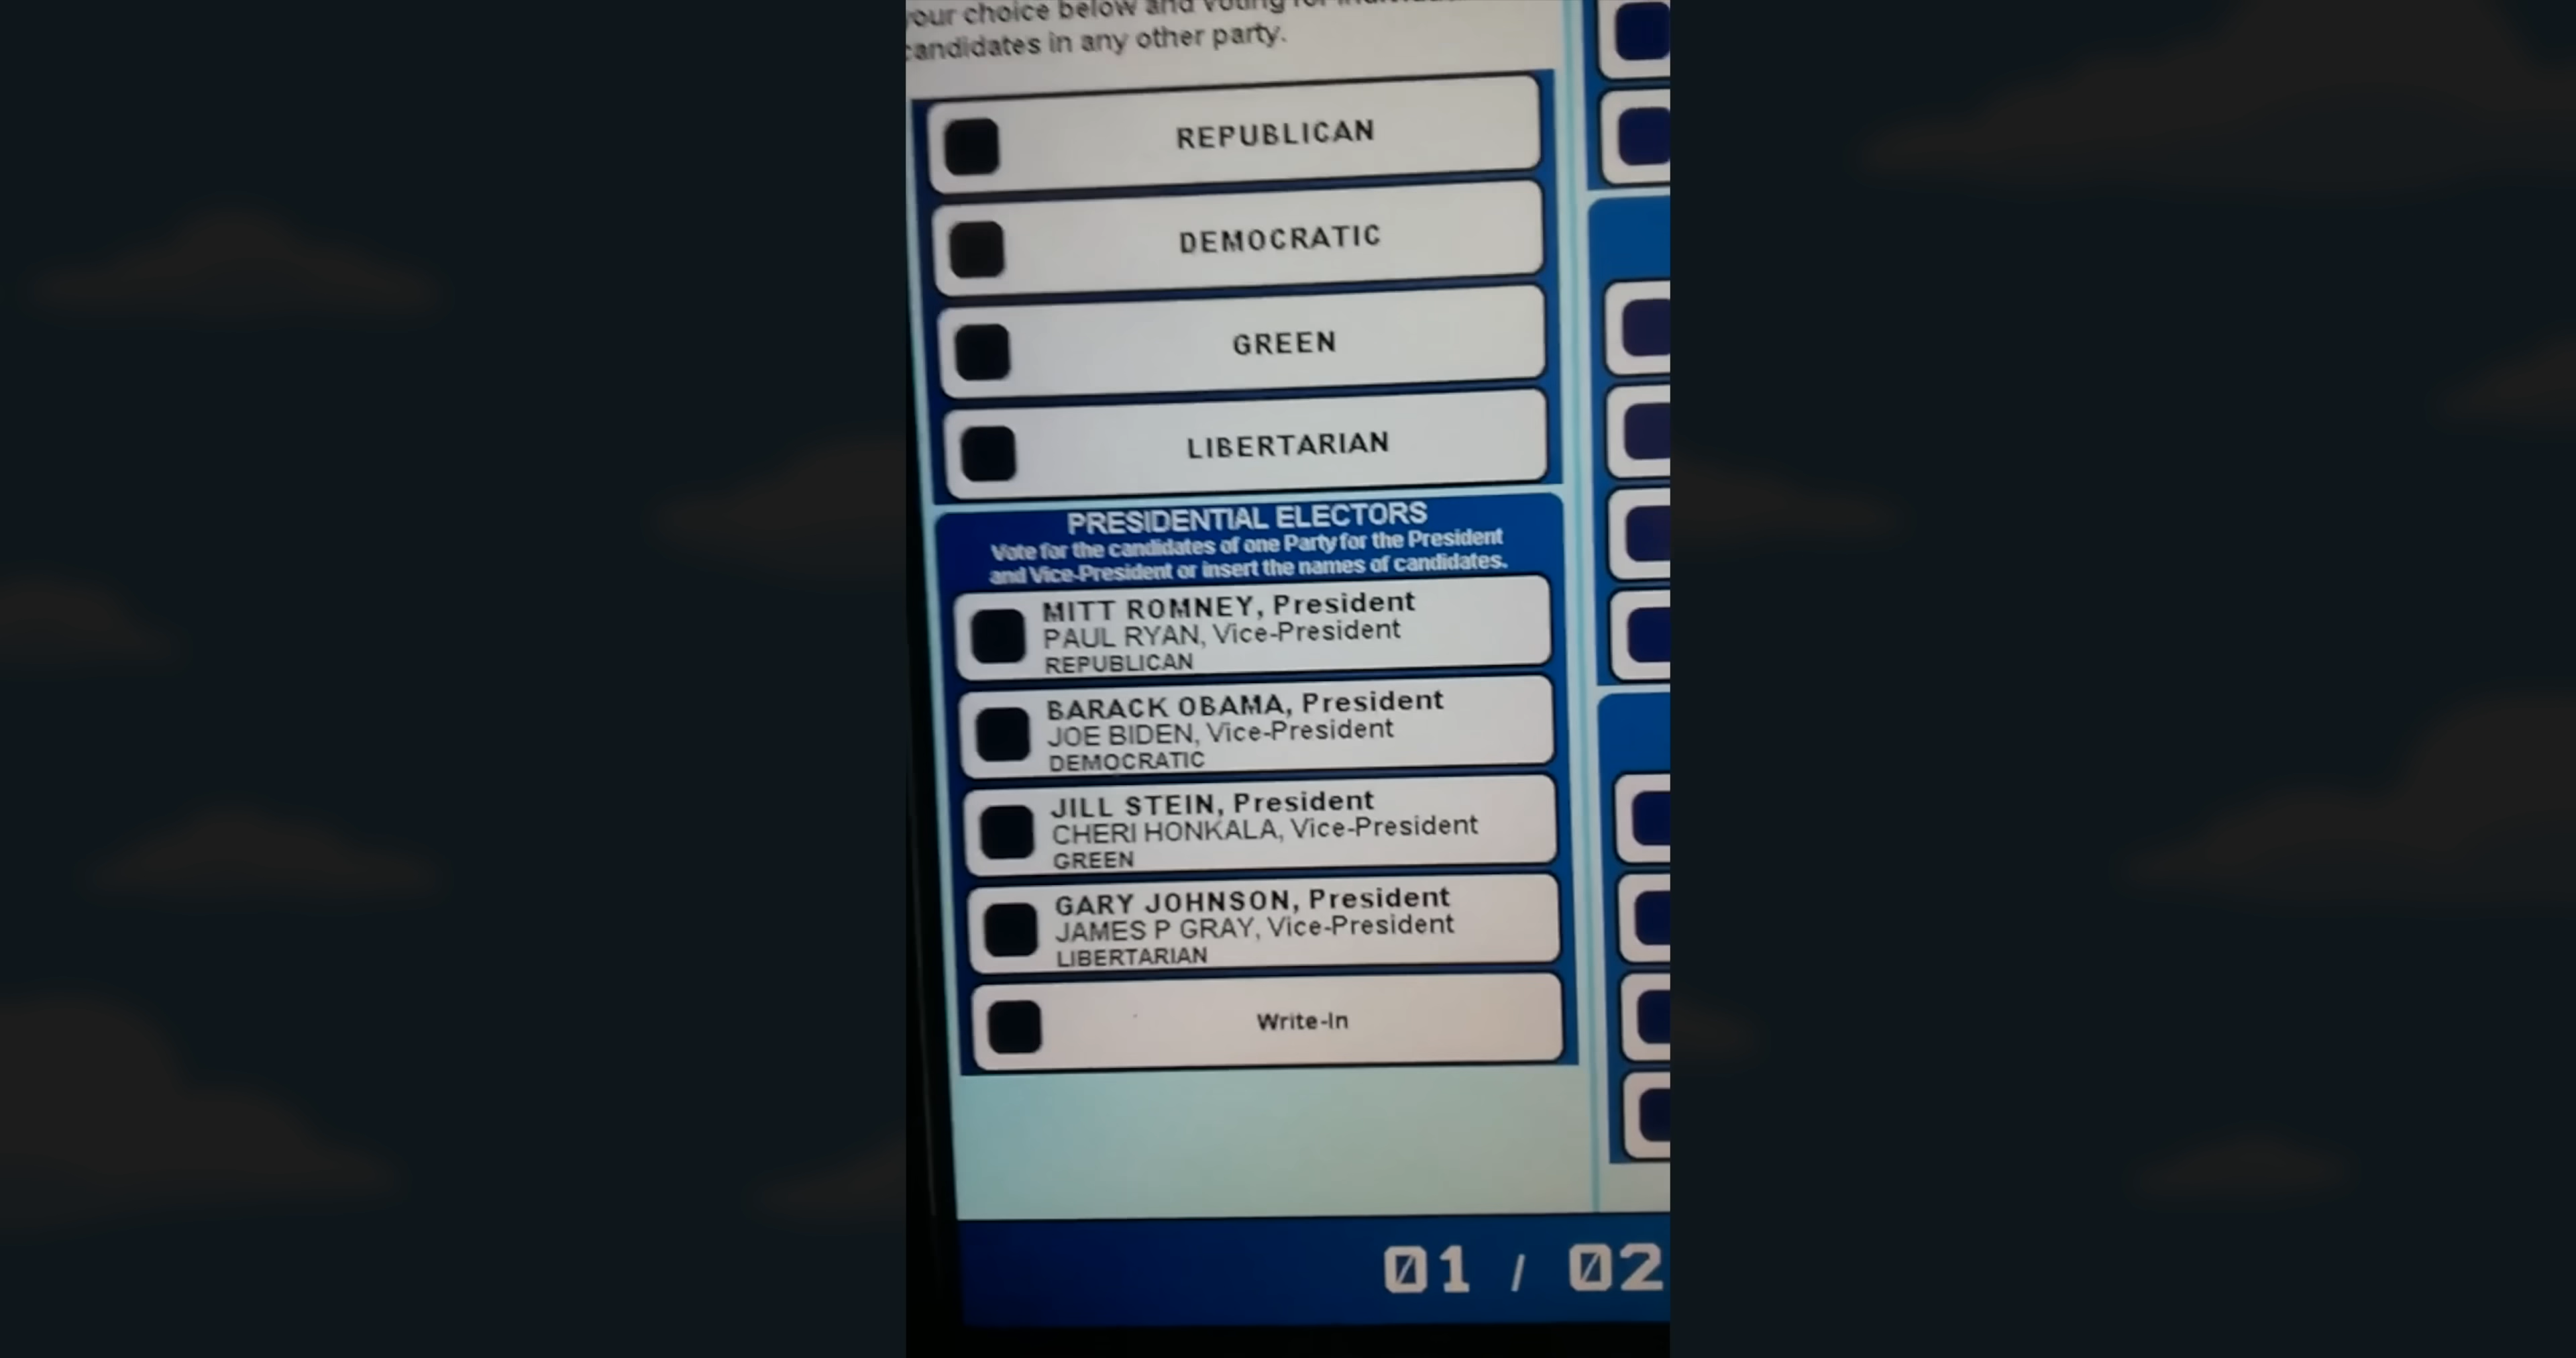 your choice below and voting for
candidates in any other party.
REPUBLICAN
DEMOCRATIC
GREEN
LIBERTARIAN
PRESIDENTIAL ELECTORS
Vote for the candidates of one Party for the President
and Vice-President or insert the names of candidates.
MITT ROMNEY, President
PAUL RYAN, Vice-President
REPUBLICAN
BARACK OBAMA, President
JOE BIDEN, Vice-President
DEMOCRATIC
JILL STEIN, President
CHERI HONKALA, Vice-President
GREEN
GARY JOHNSON, President
JAMES P GRAY, Vice-President
LIBERTARIAN
Write-In
01 / 02